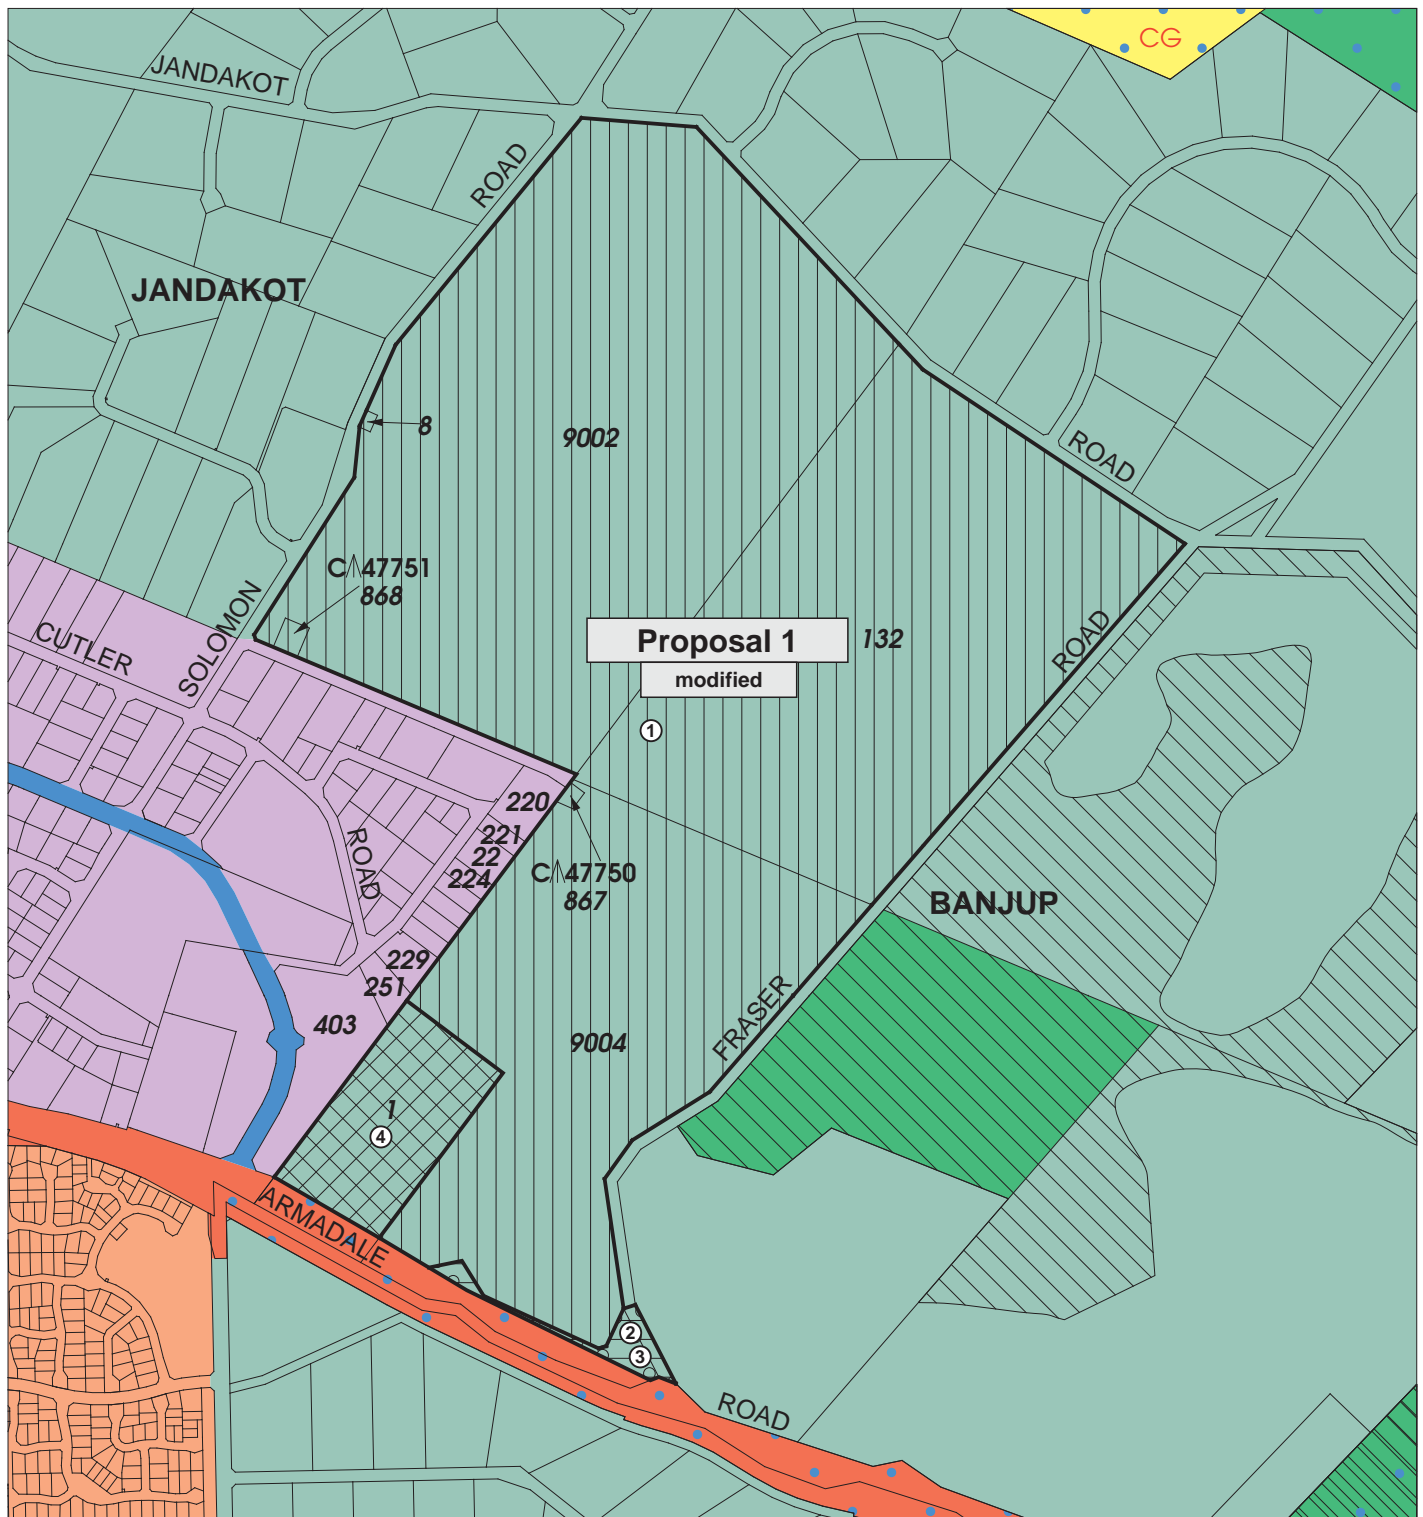 CG
JANDAKOT
ROAD
JANDAKOT
8
9002
ROAD
C/\47751
868
SOLOMON
CUTLER
Proposal 1
modified
132
ROAD
1
220
221
22
224
C/\47750
867
ROAD
BANJUP
229
251
403
9004
FRASER
1
4
ARMADALE
2
3
ROAD